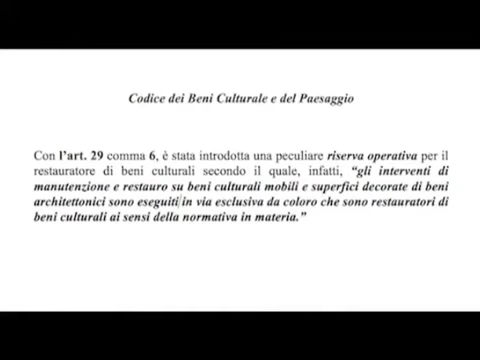 Codice dei Beni Culturale e del Paesaggio
Con l’art. 29 comma 6, è stata introdotta una peculiare riserva operativa per il
restauratore di beni culturali secondo il quale, infatti, “gli interventi di
manutenzione e restauro su beni culturali mobili e superfici decorate di beni
architettonici sono eseguiti in via esclusiva da coloro che sono restauratori di
beni culturali ai sensi della normativa in materia.”